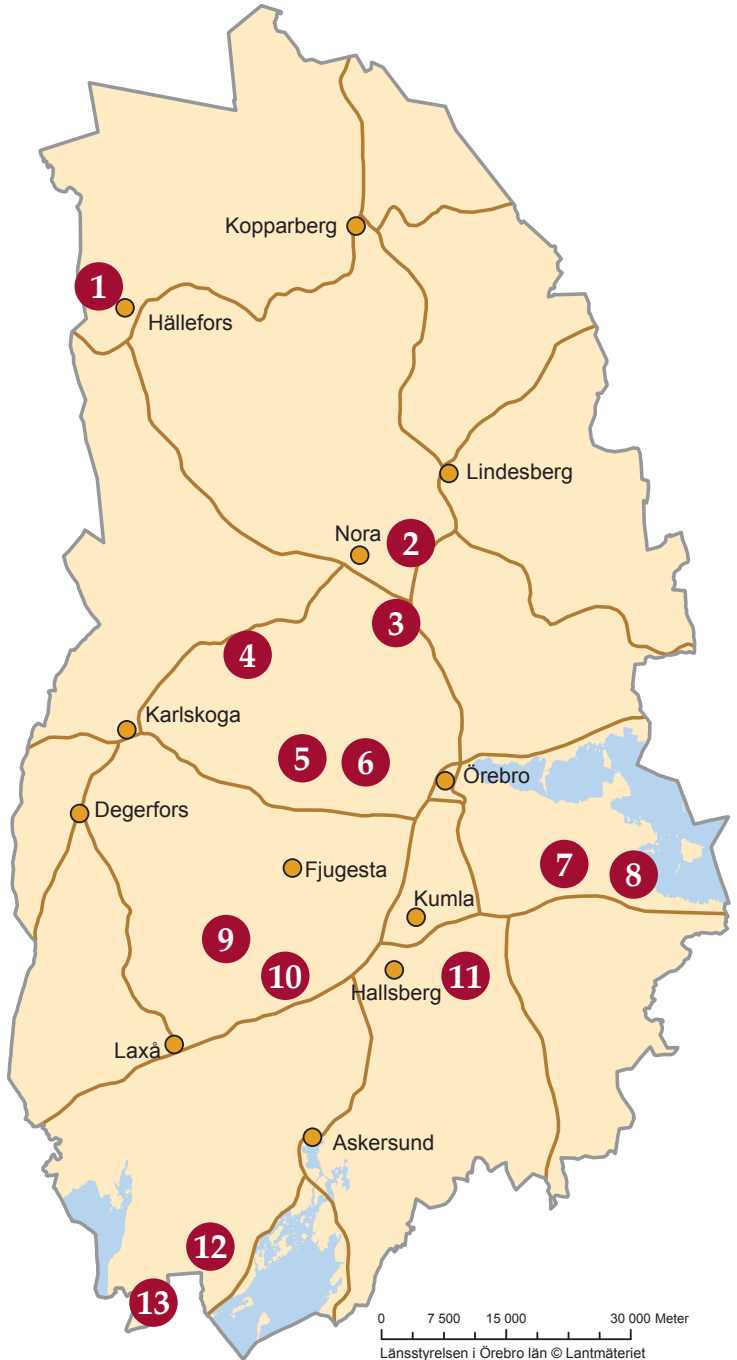 Kopparberg
1
Hällefors
Lindesberg
Nora
2
3
4
Karlskoga
5
6
Örebro
Degerfors
7
8
Fjugesta
Kumla
9
10
11
Hallsberg
Laxå
Askersund
12
13
0 7 500 15 000 30 000 Meter
Länsstyrelsen i Örebro län © Lantmäteriet